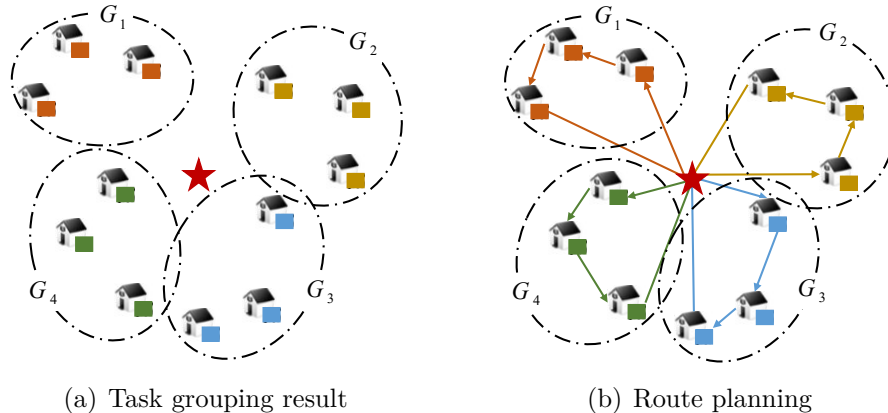 G1
G2
G4
G3
G1
G2
G4
G3
(a) Task grouping result
(b) Route planning